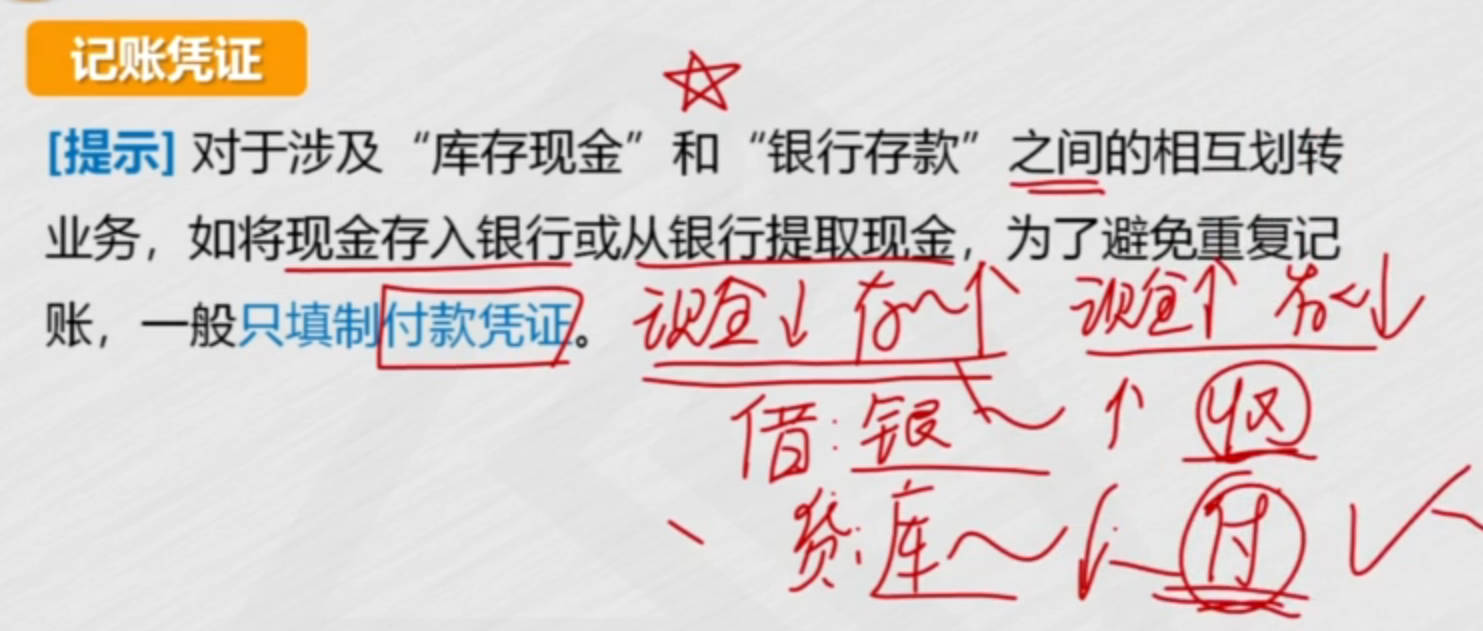 记账凭证
[提示] 对于涉及“库存现金”和“银行存款”之间的相互划转
业务，如将现金存入银行或从银行提取现金，为了避免重复记
账，一般只填制付款凭证。
现金↓ 存~↑ 现金↑ 存~↓
借：银~ ↑ 收
贷：库~ ↓ 付 ✓